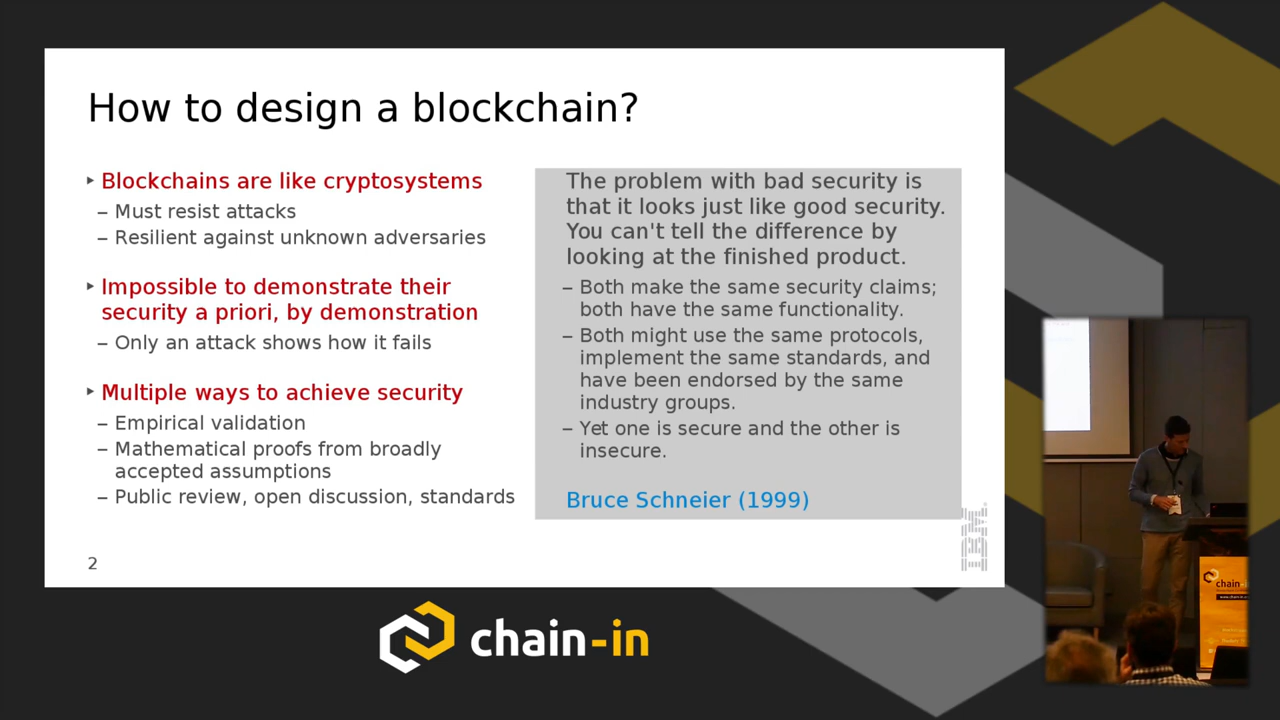 How to design a blockchain?
‣ Blockchains are like cryptosystems
– Must resist attacks
– Resilient against unknown adversaries
‣ Impossible to demonstrate their
security a priori, by demonstration
– Only an attack shows how it fails
‣ Multiple ways to achieve security
– Empirical validation
– Mathematical proofs from broadly
accepted assumptions
– Public review, open discussion, standards
The problem with bad security is
that it looks just like good security.
You can't tell the difference by
looking at the finished product.
– Both make the same security claims;
both have the same functionality.
– Both might use the same protocols,
implement the same standards, and
have been endorsed by the same
industry groups.
– Yet one is secure and the other is
insecure.
Bruce Schneier (1999)
2
IBM
chain-in
chain-in